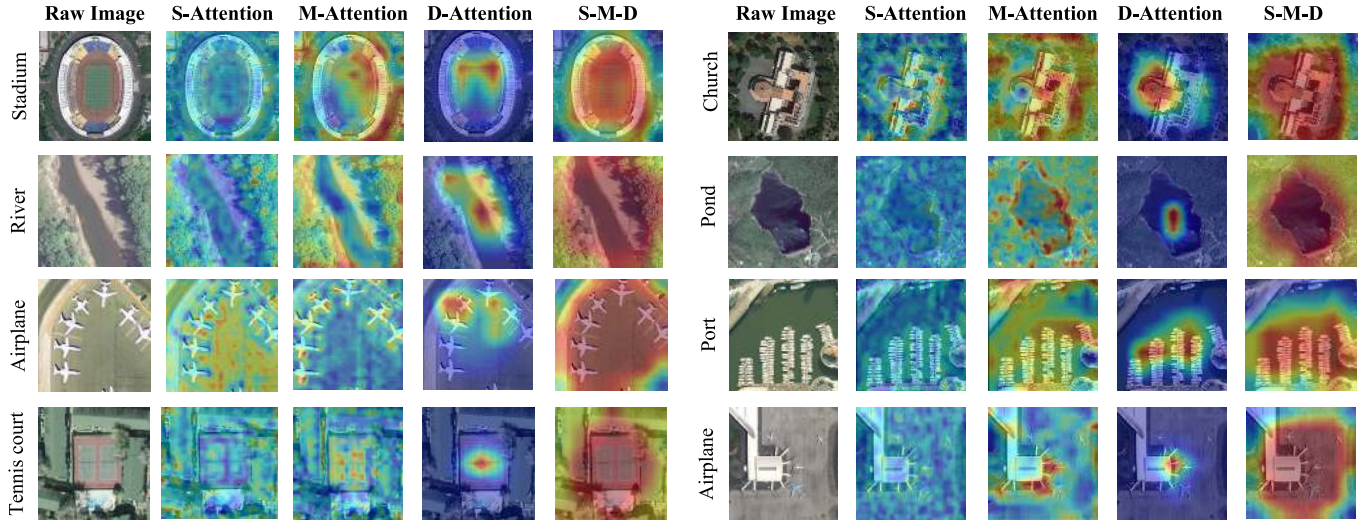 Raw Image S-Attention M-Attention D-Attention S-M-D Raw Image S-Attention M-Attention D-Attention S-M-D
Stadium Church
River Pond
Airplane Port
Tennis court Airplane